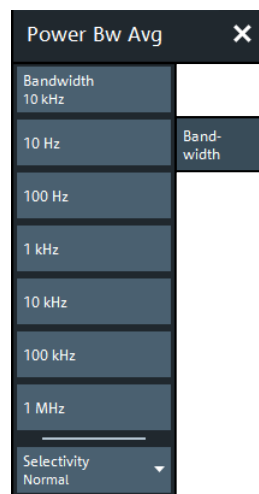 Power Bw Avg
Bandwidth
10 kHz
10 Hz
100 Hz
1 kHz
10 kHz
100 kHz
1 MHz
Selectivity
Normal
Band-
width